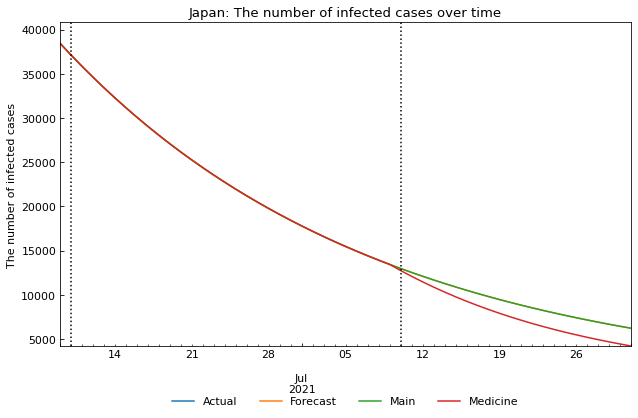 Japan: The number of infected cases over time
The number of infected cases
40000
35000
30000
25000
20000
15000
10000
5000
14 21 28 05 12 19 26
Jul
2021
Actual Forecast Main Medicine